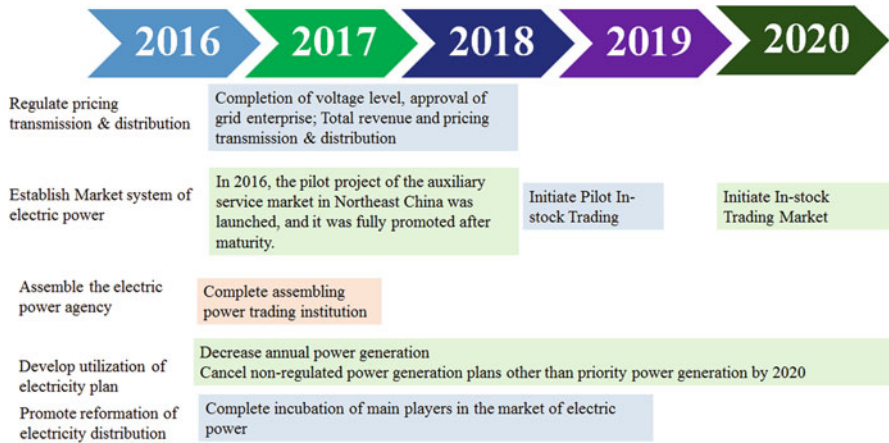 2016 2017 2018 2019 2020
Regulate pricing
transmission & distribution
Completion of voltage level, approval of
grid enterprise; Total revenue and pricing
transmission & distribution
Establish Market system of
electric power
In 2016, the pilot project of the auxiliary
service market in Northeast China was
launched, and it was fully promoted after
maturity.
Initiate Pilot In-
stock Trading
Initiate In-stock
Trading Market
Assemble the electric
power agency
Complete assembling
power trading institution
Develop utilization of
electricity plan
Decrease annual power generation
Cancel non-regulated power generation plans other than priority power generation by 2020
Promote reformation of
electricity distribution
Complete incubation of main players in the market of electric
power